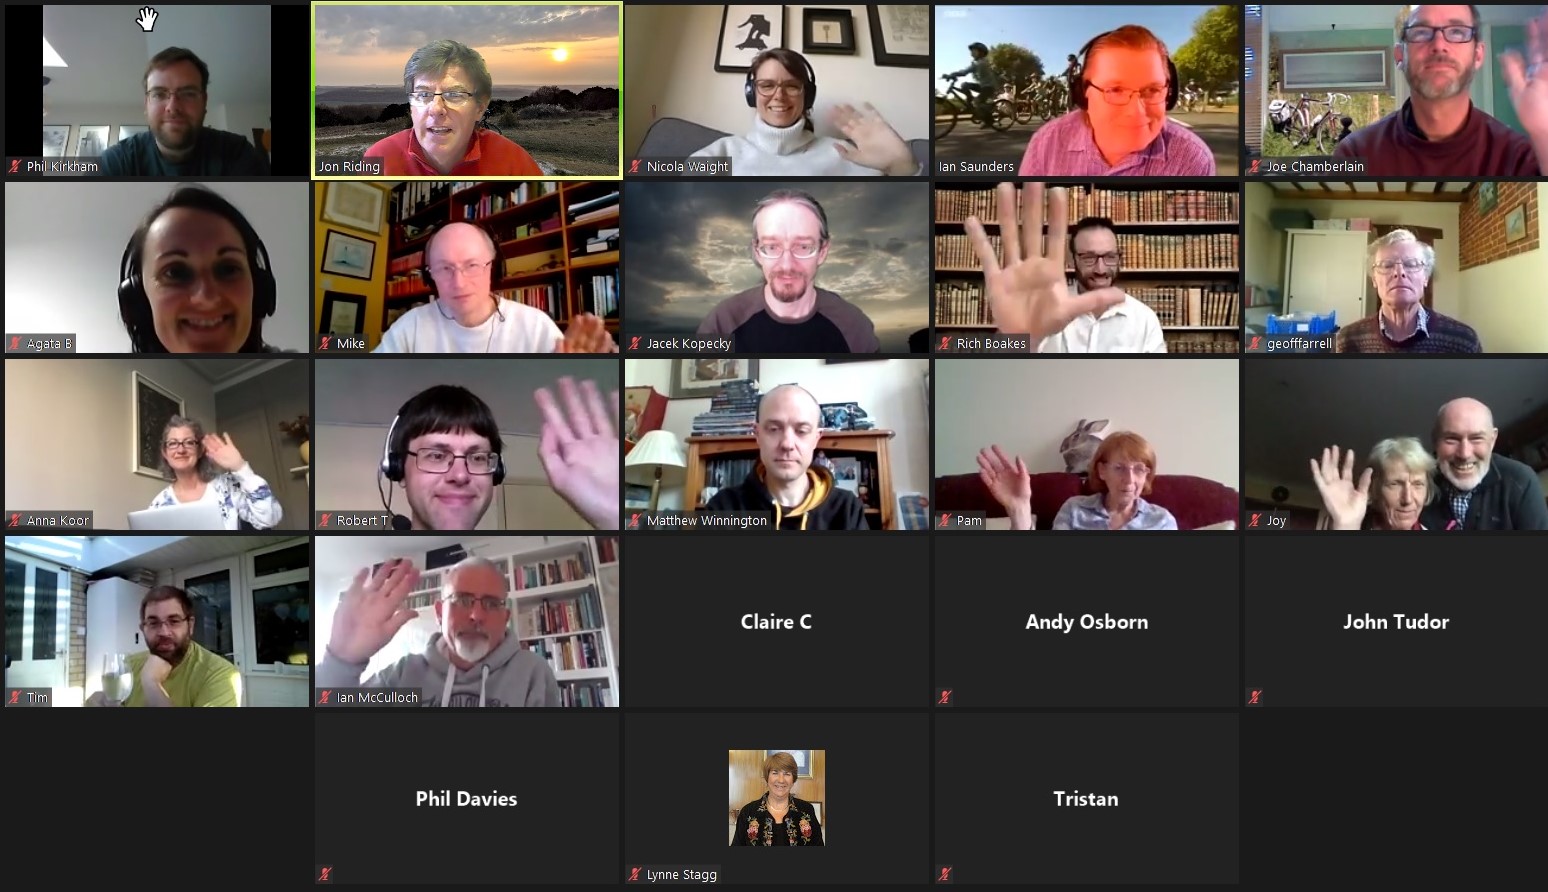 Phil Kirkham
Jon Riding
Nicola Waight
Ian Saunders
Joe Chamberlain
Agata B
Mike
Jacek Kopecky
Rich Boakes
geofffarrell
Anna Koor
Robert T
Matthew Winnington
Pam
Joy
Tim
Ian McCulloch
Claire C
Andy Osborn
John Tudor
Phil Davies
Lynne Stagg
Tristan